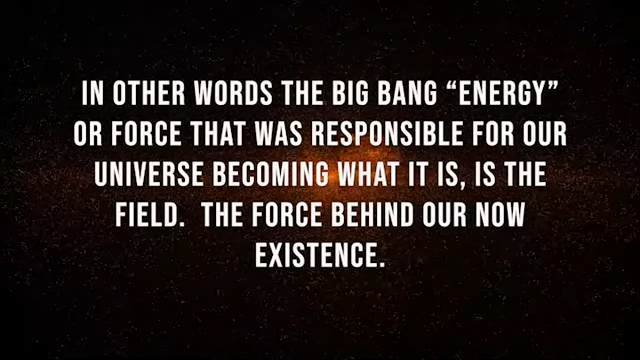 IN OTHER WORDS THE BIG BANG “ENERGY”
OR FORCE THAT WAS RESPONSIBLE FOR OUR
UNIVERSE BECOMING WHAT IT IS, IS THE
FIELD.  THE FORCE BEHIND OUR NOW
EXISTENCE.